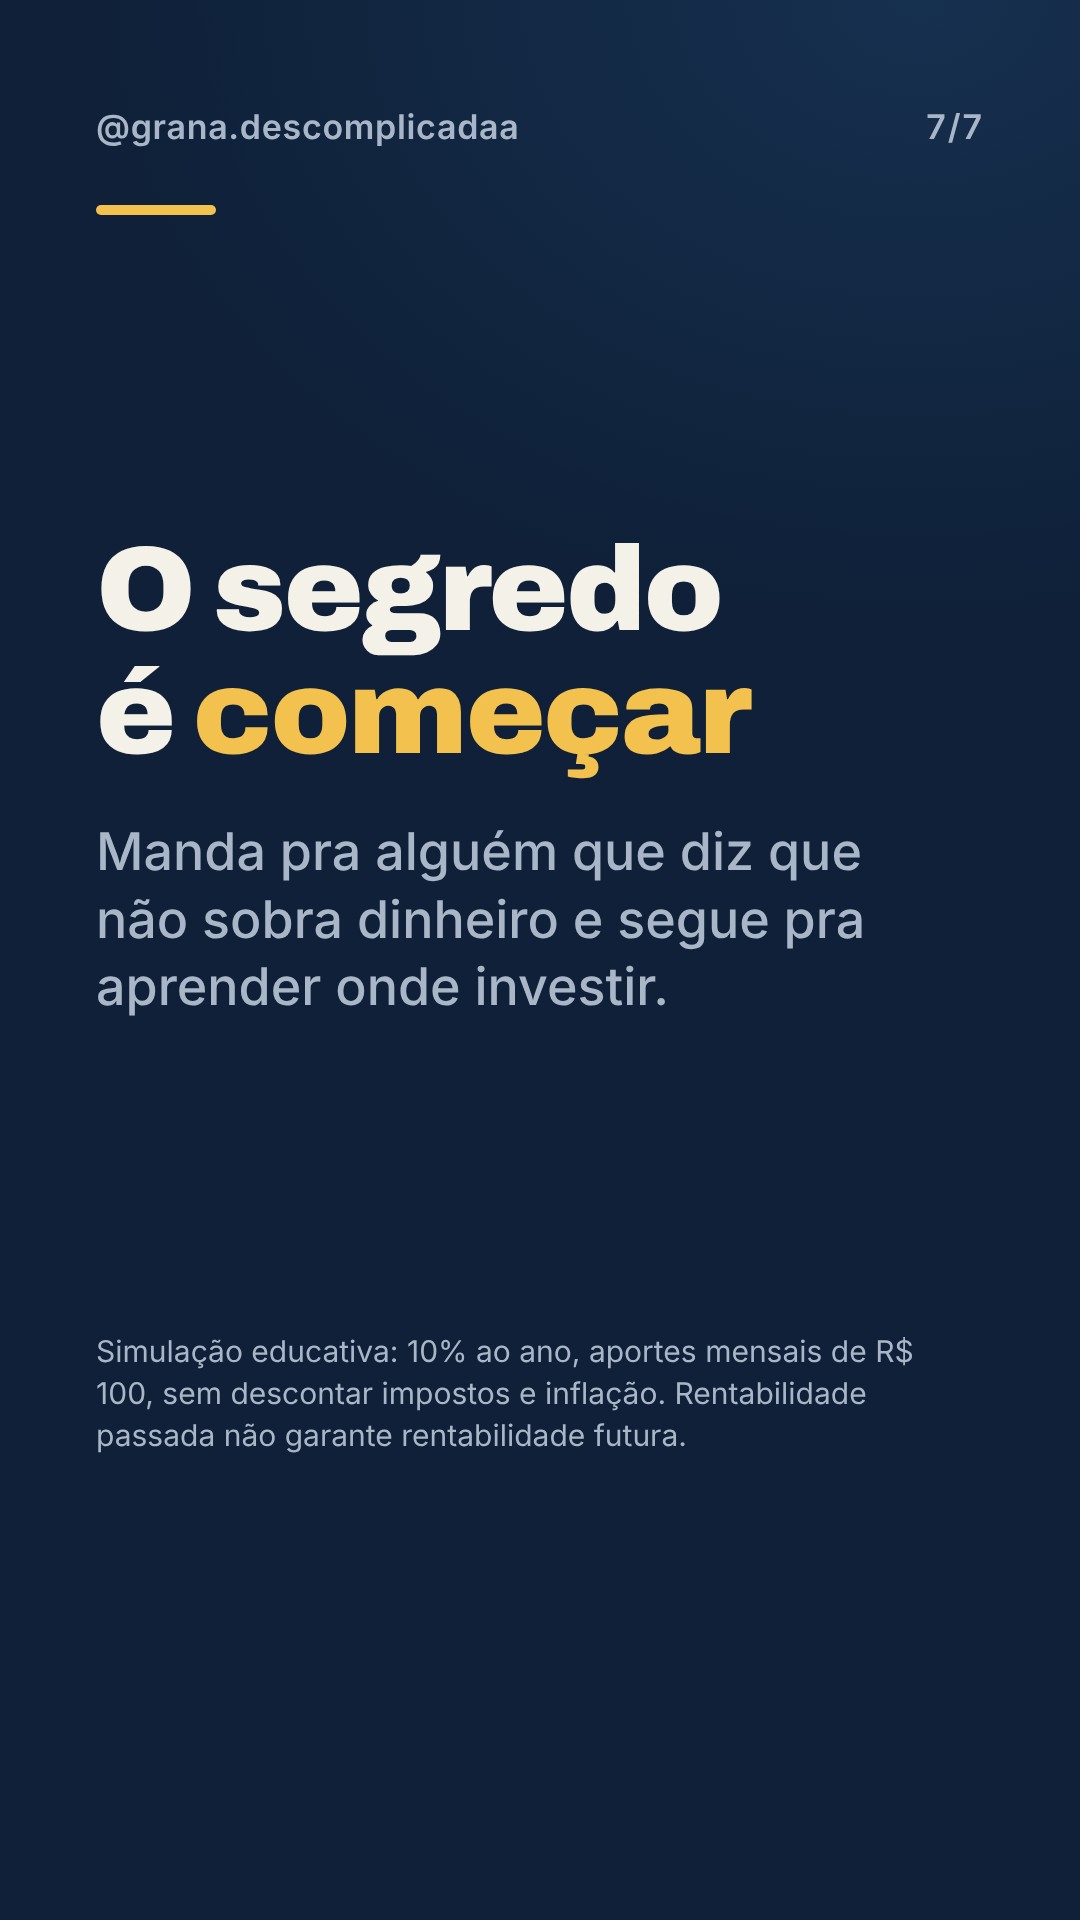 @grana.descomplicadaa
7/7
O segredo
é começar
Manda pra alguém que diz que
não sobra dinheiro e segue pra
aprender onde investir.
Simulação educativa: 10% ao ano, aportes mensais de R$
100, sem descontar impostos e inflação. Rentabilidade
passada não garante rentabilidade futura.